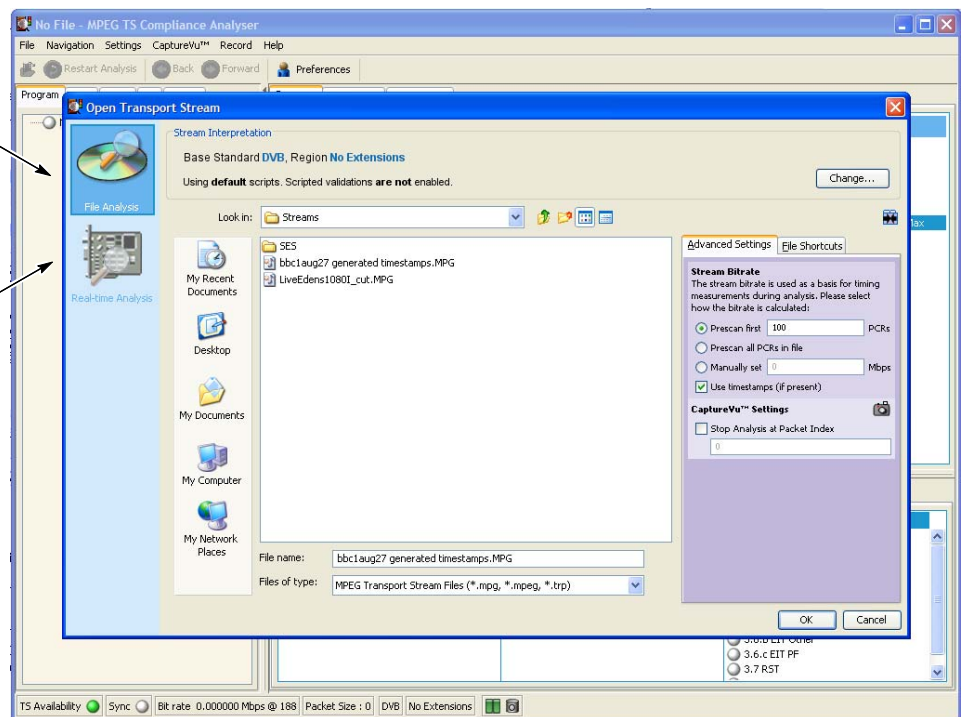 No File - MPEG TS Compliance Analyser
File Navigation Settings CaptureVu™ Record Help
Restart Analysis Back Forward Preferences
Program
Open Transport Stream
File Analysis
Real-time Analysis
Stream Interpretation
Base Standard DVB, Region No Extensions
Using default scripts. Scripted validations are not enabled.
Change...
Look in: Streams
My Recent Documents
Desktop
My Documents
My Computer
My Network Places
SES
bbc1aug27 generated timestamps.MPG
LiveEdens1080I_cut.MPG
File name: bbc1aug27 generated timestamps.MPG
Files of type: MPEG Transport Stream Files (*.mpg, *.mpeg, *.trp)
Advanced Settings File Shortcuts
Stream Bitrate
The stream bitrate is used as a basis for timing
measurements during analysis. Please select
how the bitrate is calculated:
Prescan first 100 PCRs
Prescan all PCRs in file
Manually set 0 Mbps
Use timestamps (if present)
CaptureVu™ Settings
Stop Analysis at Packet Index
0
OK Cancel
Max
3.6.b EIT Other
3.6.c EIT PF
3.7 RST
TS Availability Sync Bit rate 0.000000 Mbps @ 188 Packet Size : 0 DVB No Extensions